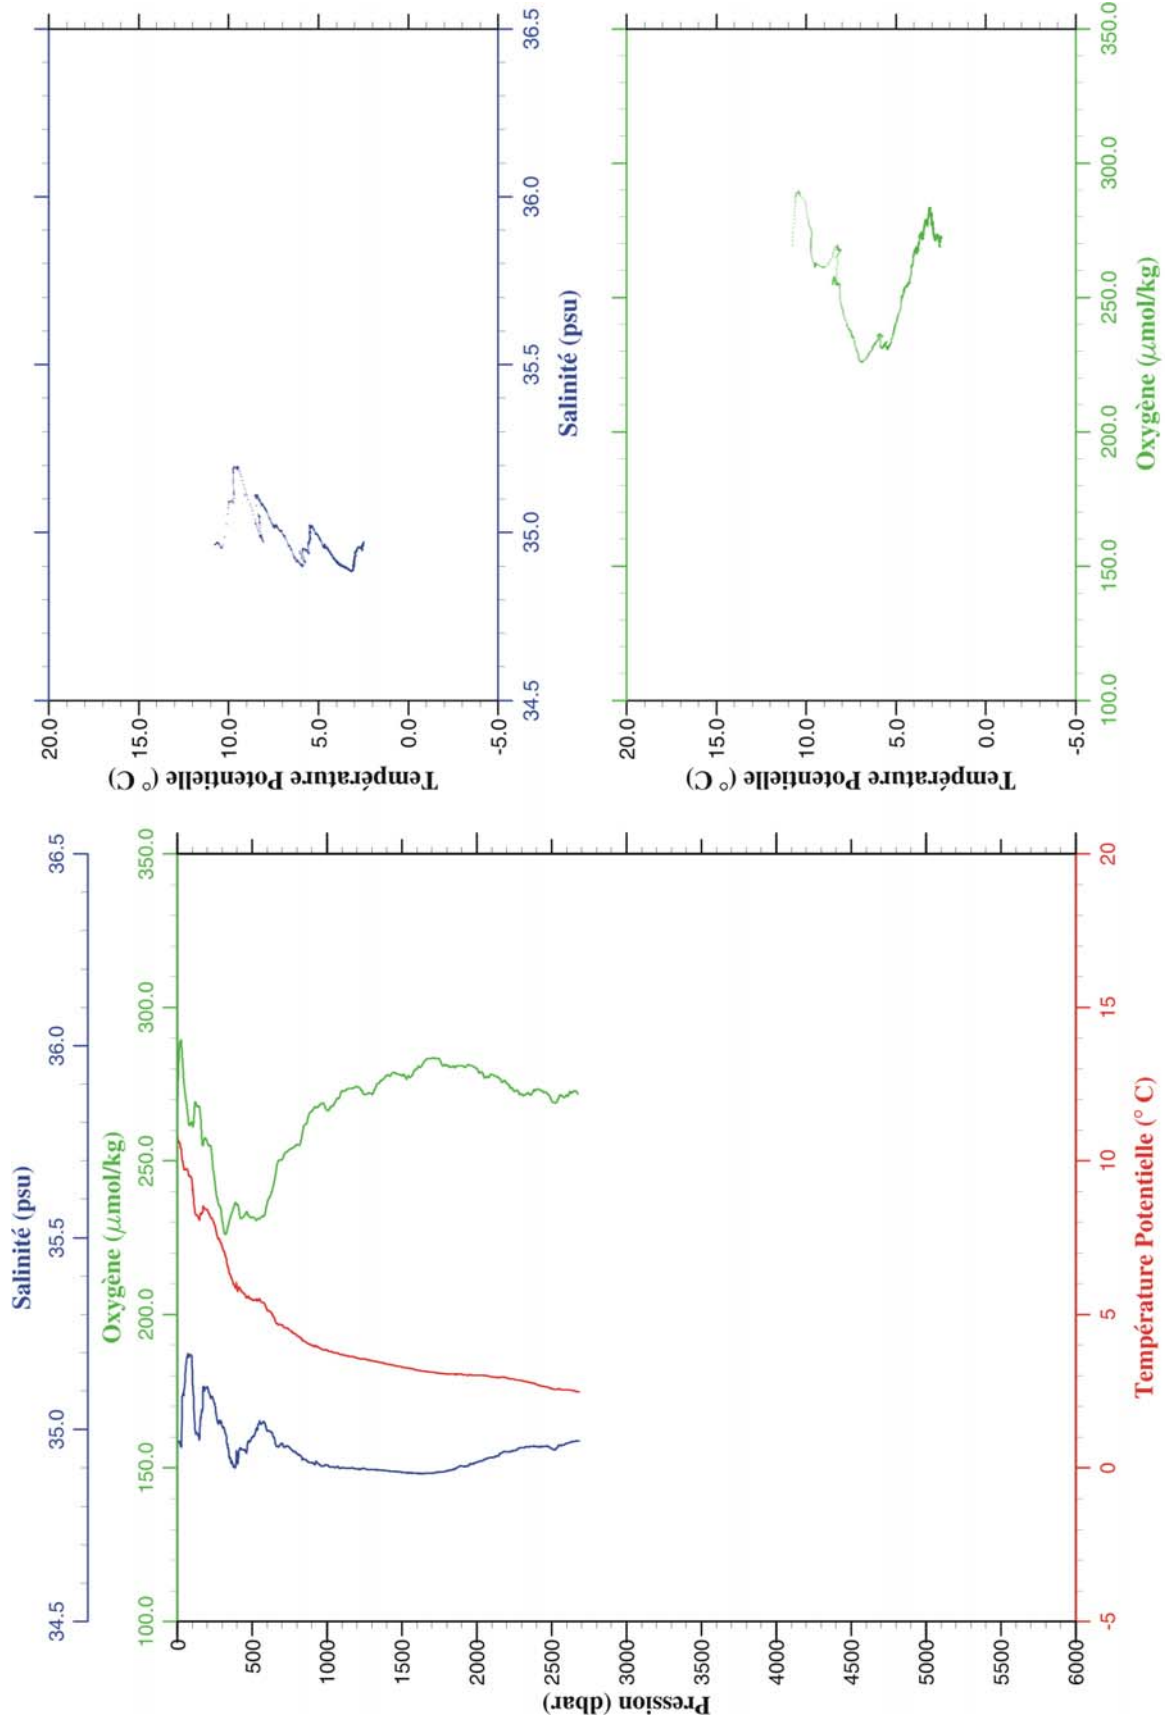 Salinité (psu)
34.5 35.0 35.5 36.0 36.5
Oxygène (μmol/kg)
100.0 150.0 200.0 250.0 300.0 350.0
Pression (dbar)
0
500
1000
1500
2000
2500
3000
3500
4000
4500
5000
5500
6000
-5 0 5 10 15 20
Température Potentielle (° C)
Température Potentielle (° C)
20.0
15.0
10.0
5.0
0.0
-5.0
34.5 35.0 35.5 36.0 36.5
Salinité (psu)
Température Potentielle (° C)
20.0
15.0
10.0
5.0
0.0
-5.0
100.0 150.0 200.0 250.0 300.0 350.0
Oxygène (μmol/kg)